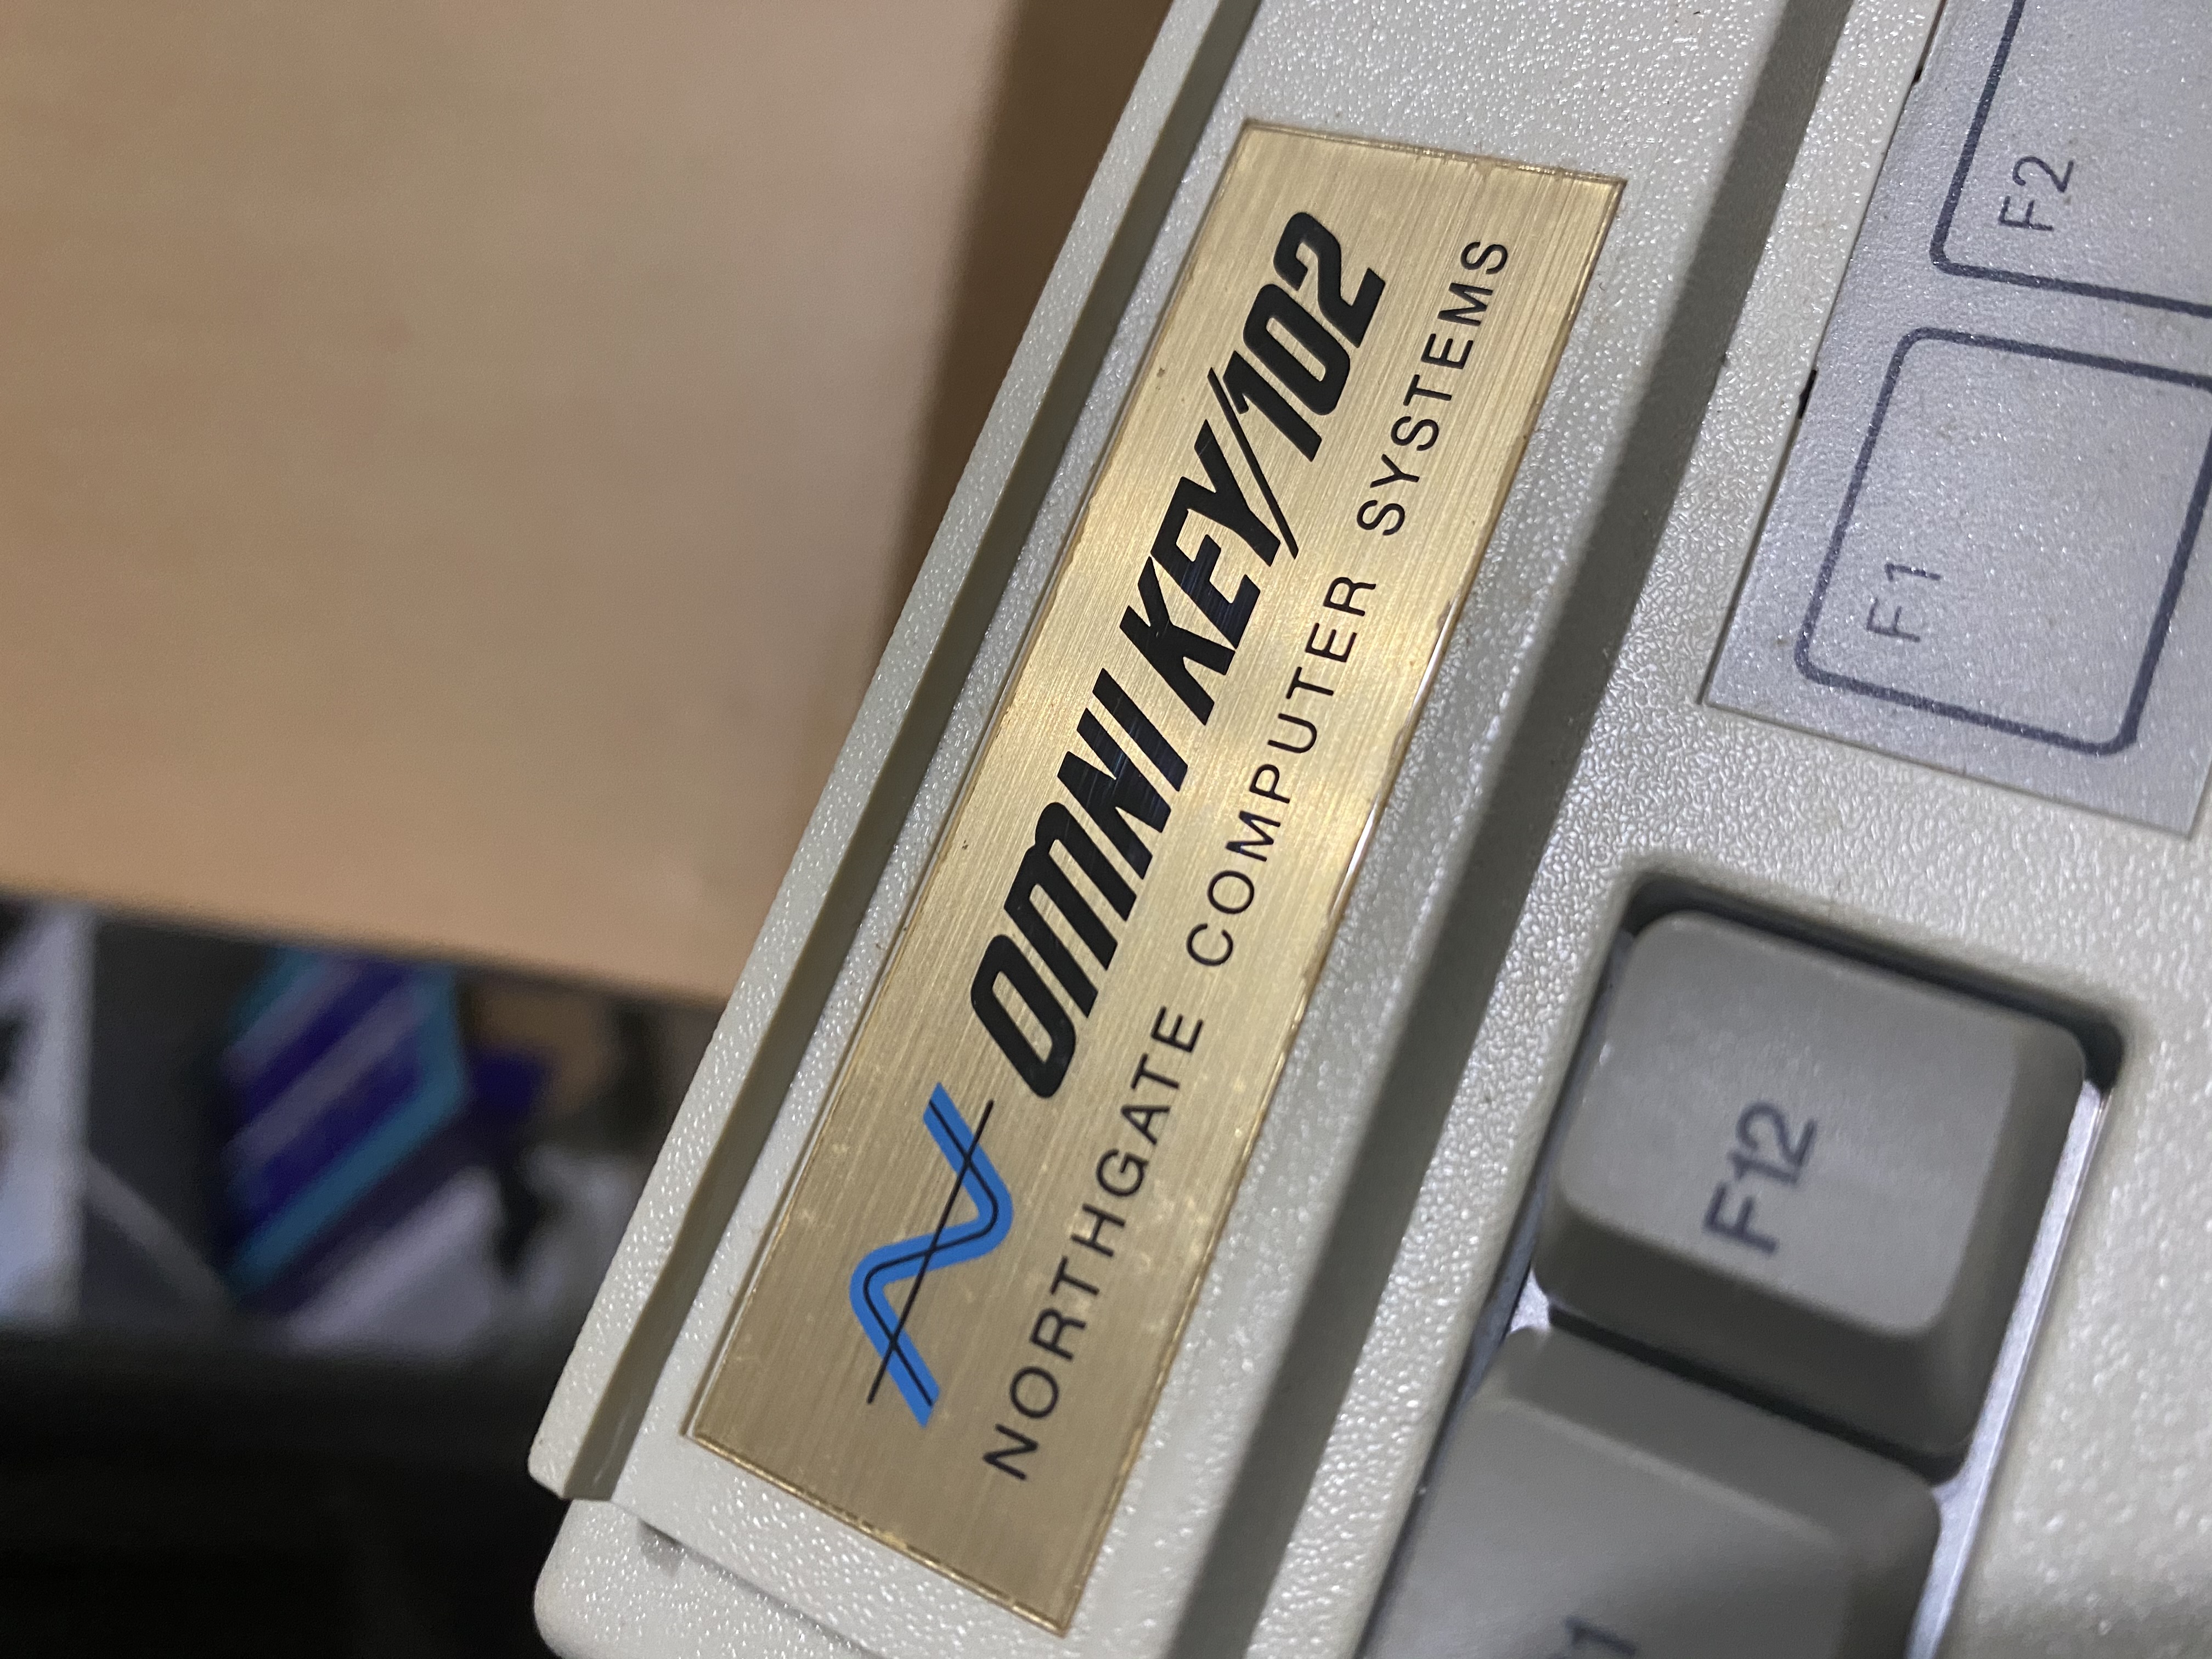 OMNI KEY/102
NORTHGATE COMPUTER SYSTEMS
F1
F2
F12